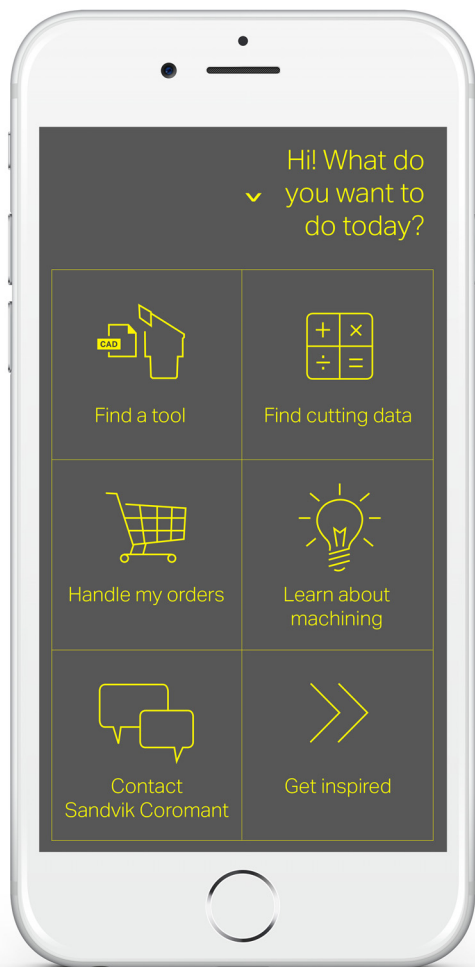 Hi! What do
you want to
do today?
CAD
Find a tool
+ ×
÷ =
Find cutting data
Handle my orders
Learn about
machining
Contact
Sandvik Coromant
Get inspired